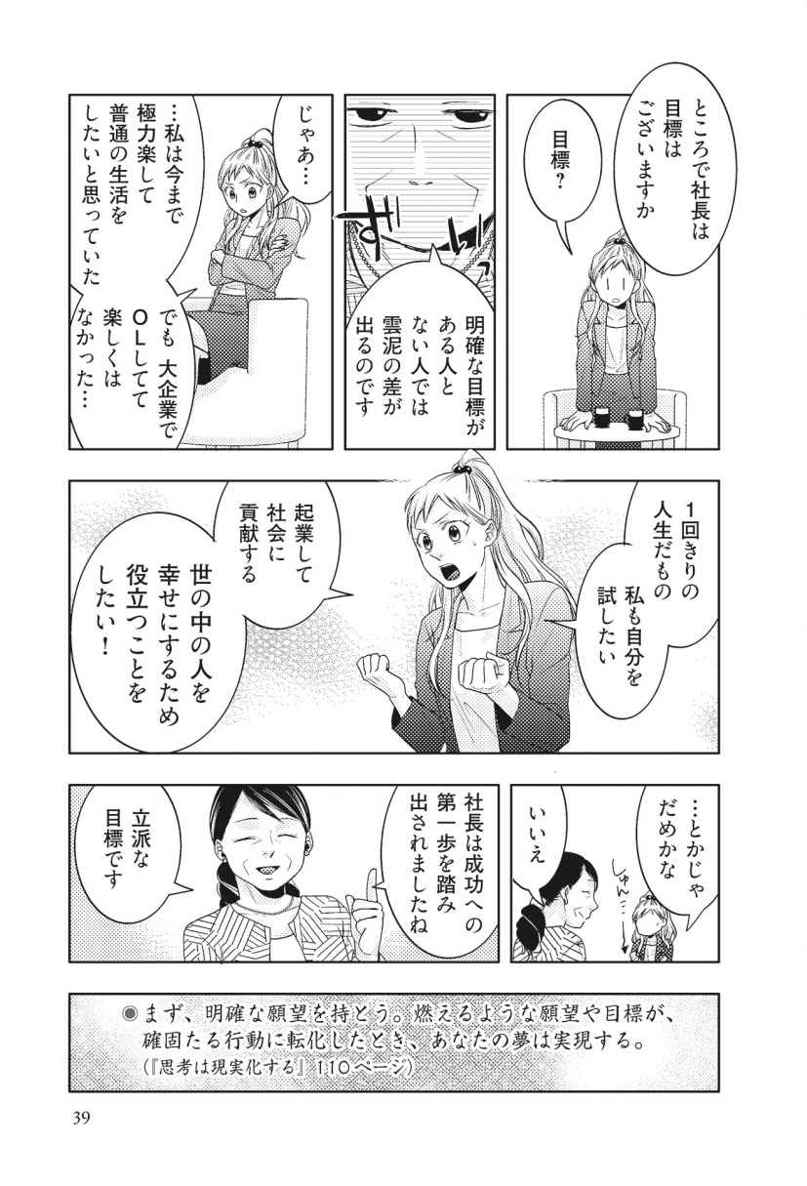 ところで社長は
目標は
ございますか
目標？
ずいっ
明確な目標が
ある人と
ない人では
雲泥の差が
出るのです
じゃあ…
…私は今まで
極力楽して
普通の生活を
したいと思っていた
でも 大企業で
ＯＬしてて
楽しくは
なかった…
1回きりの
人生だもの
私も自分を
試したい
起業して
社会に
貢献する
世の中の人を
幸せにするため
役立つことを
したい！
…とかじゃ
だめかな
しゅん…
いいえ
社長は成功への
第一歩を踏み
出されましたね
立派な
目標です
◉まず、明確な願望を持とう。燃えるような願望や目標が、
確固たる行動に転化したとき、あなたの夢は実現する。
（『思考は現実化する』110ページ）
39